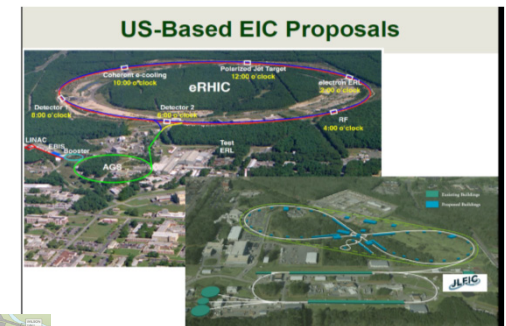 US-Based EIC Proposals
Coherent e-cooling
10:00 o'clock
Polarized Jet Target
12:00 o'clock
electron ERL
2:00 o'clock
eRHIC
Detector
8:00 o'clock
Detector 2
6:00 o'clock
RF
4:00 o'clock
LINAC
EBIS
Booster
AGS
Test
ERL
Existing Buildings
Proposed Buildings
JLEIC